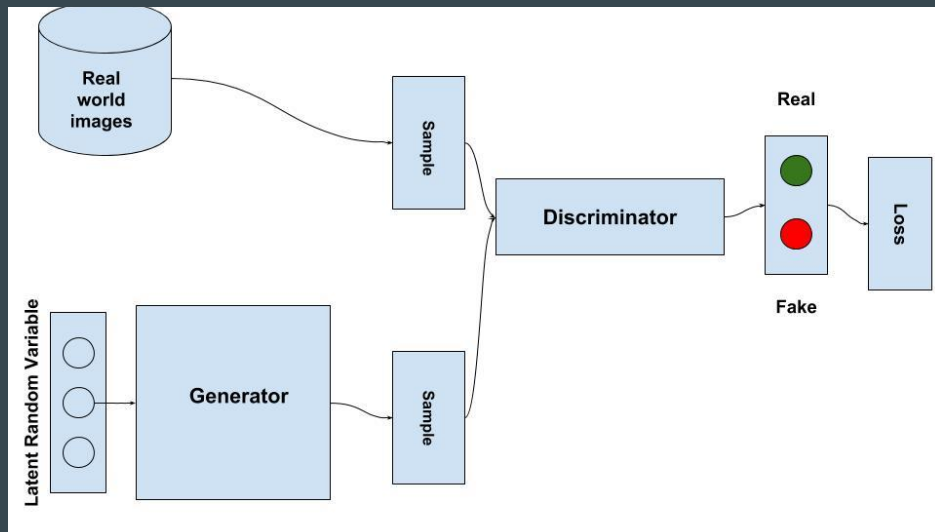 Real
world
images
Sample
Real
Discriminator
Loss
Fake
Latent Random Variable
Generator
Sample